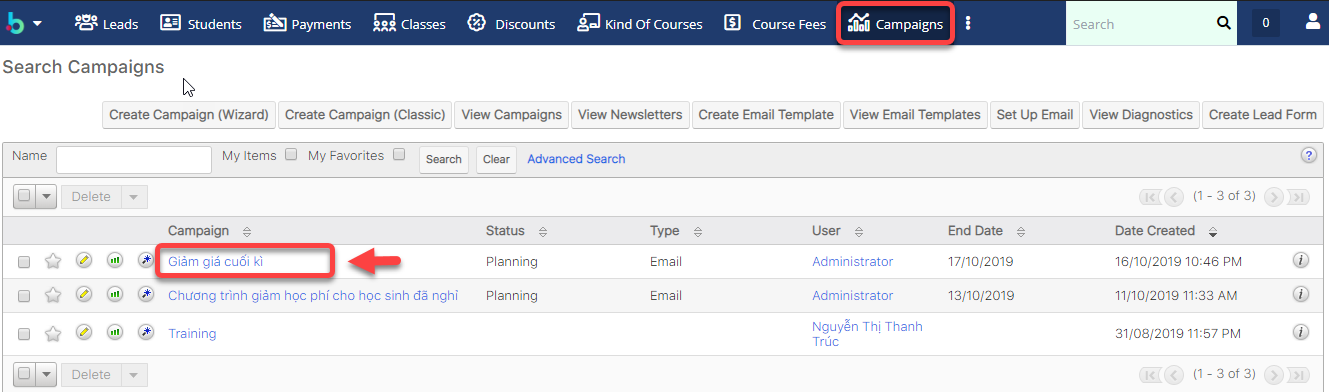 Leads Students Payments Classes Discounts Kind Of Courses Course Fees Campaigns Search 0
Search Campaigns
Create Campaign (Wizard) Create Campaign (Classic) View Campaigns View Newsletters Create Email Template View Email Templates Set Up Email View Diagnostics Create Lead Form
Name My Items My Favorites Search Clear Advanced Search ?
Delete (1 - 3 of 3)
Campaign Status Type User End Date Date Created
Giảm giá cuối kì Planning Email Administrator 17/10/2019 16/10/2019 10:46 PM
Chương trình giảm học phí cho học sinh đã nghỉ Planning Email Administrator 13/10/2019 11/10/2019 11:33 AM
Training Nguyễn Thị Thanh 31/08/2019 11:57 PM
Trúc
Delete (1 - 3 of 3)